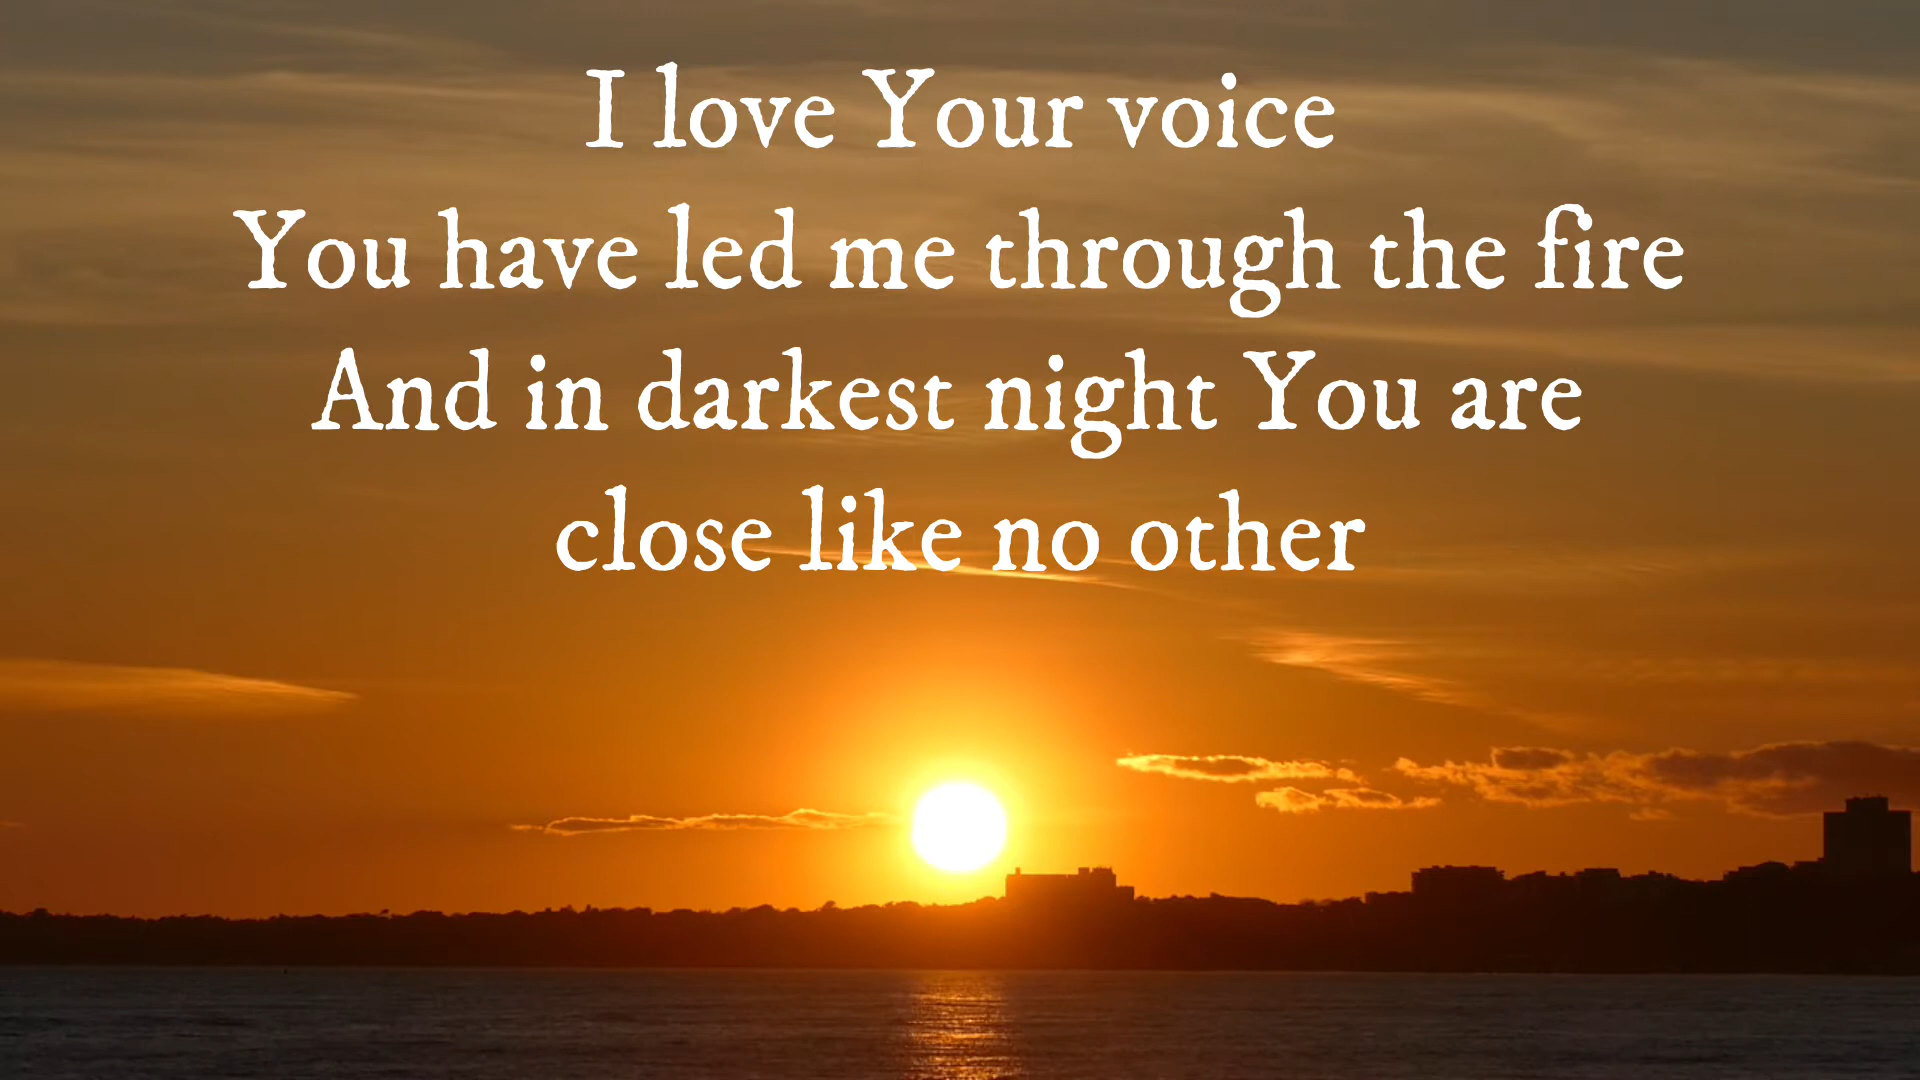 I love Your voice
You have led me through the fire
And in darkest night You are
close like no other